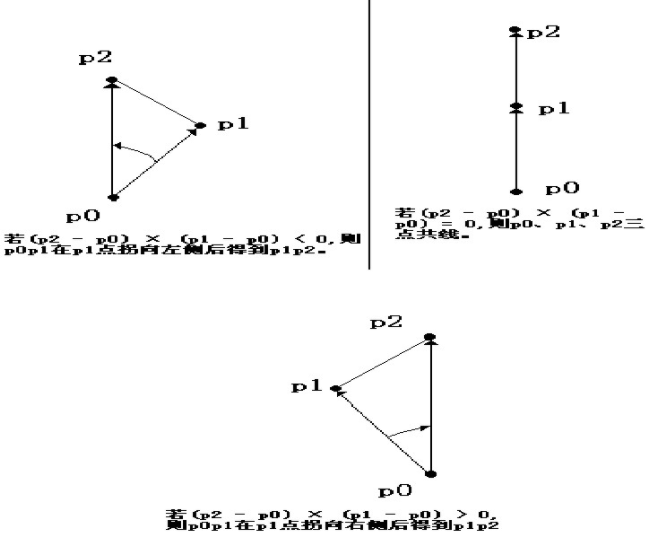 p2
p1
p0
若(p2 - p0) × (p1 - p0) < 0,则
p0p1在p1点拐向左侧后得到p1p2。
p2
p1
p0
若(p2 - p0) × (p1 -
p0) = 0,则p0、p1、p2三
点共线。
p2
p1
p0
若(p2 - p0) × (p1 - p0) > 0,
则p0p1在p1点拐向右侧后得到p1p2